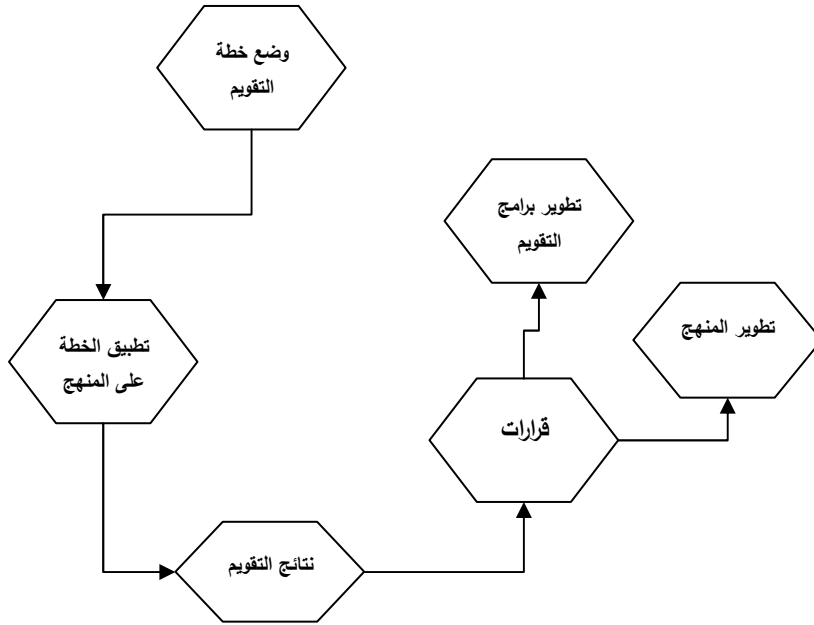 وضع خطة
التقويم
تطوير برامج
التقويم
تطوير المنهج
تطبيق الخطة
على المنهج
قرارات
نتائج التقويم